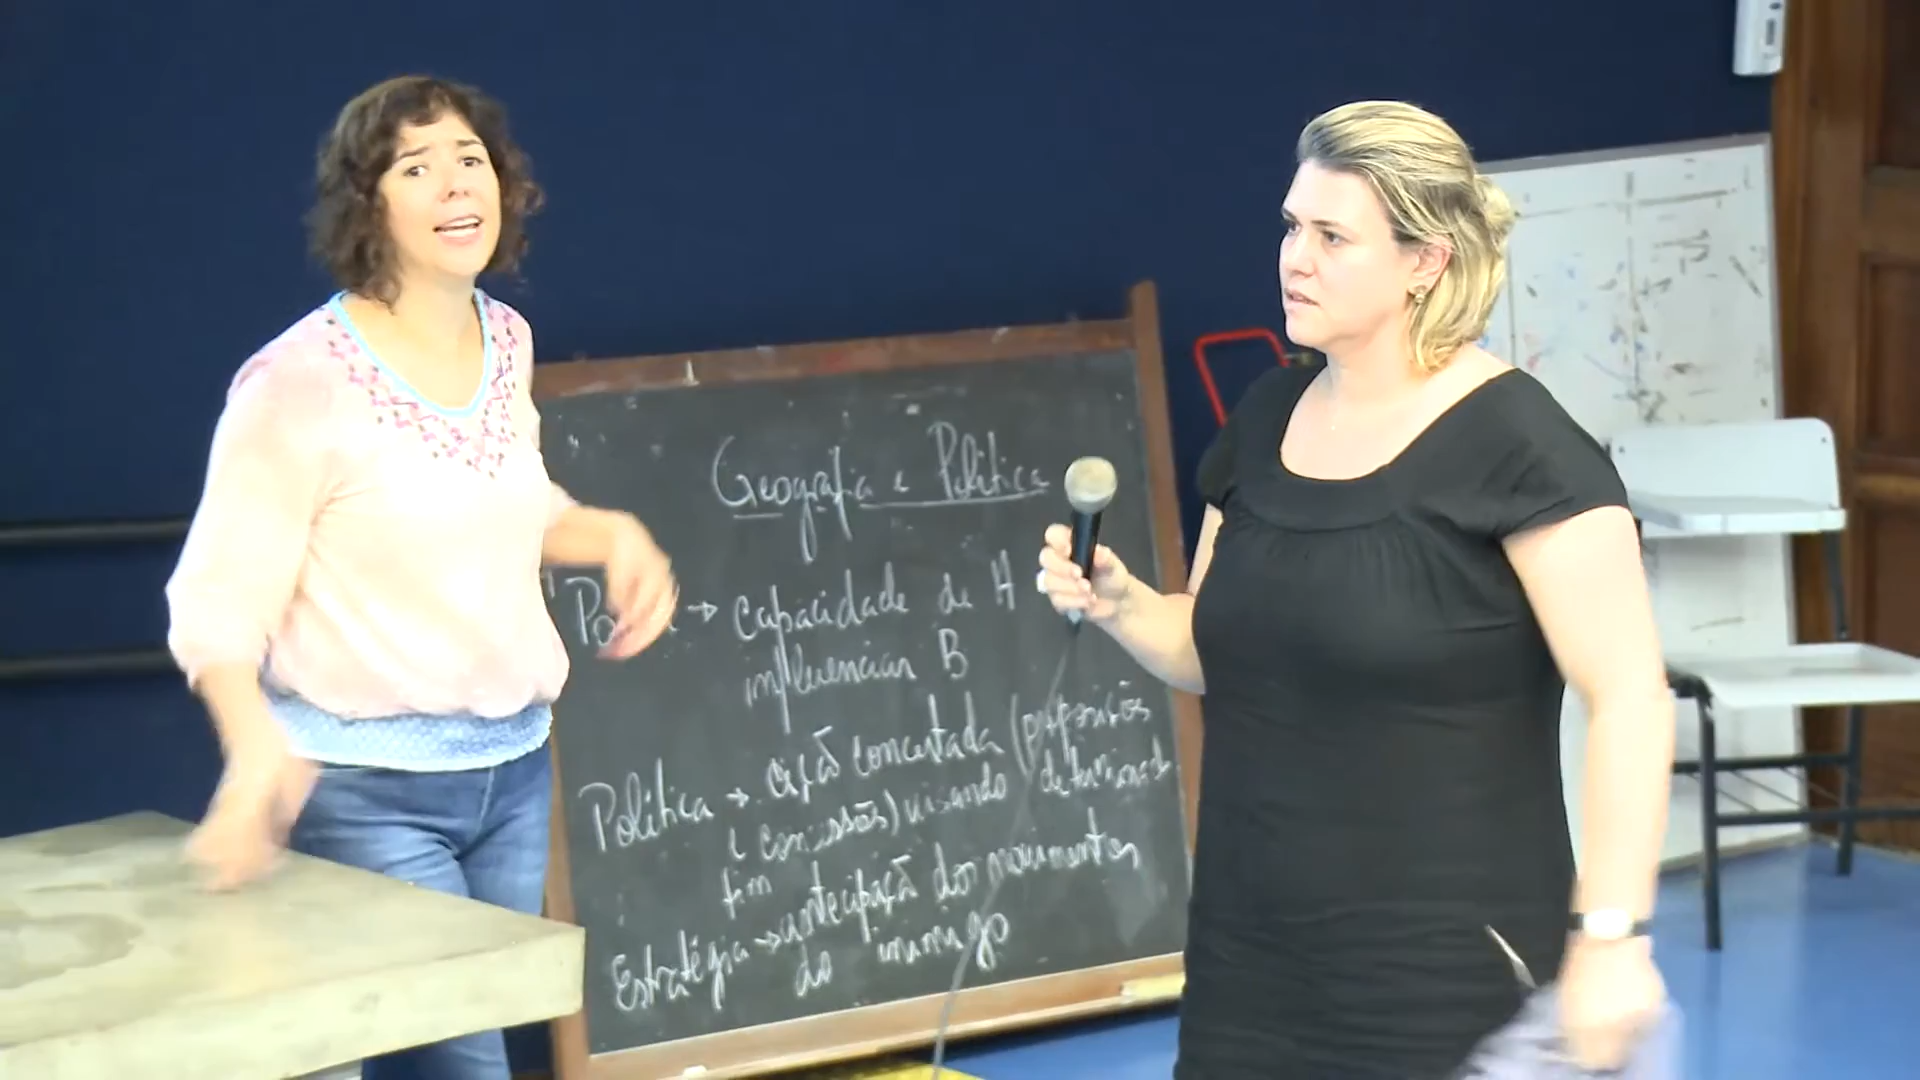 Geografia e Política
→ capacidade de A
influenciar B
Política → ação concertada (proposições
e concessões) visando determinado
fim
Estratégia → antecipação dos movimentos
do inimigo